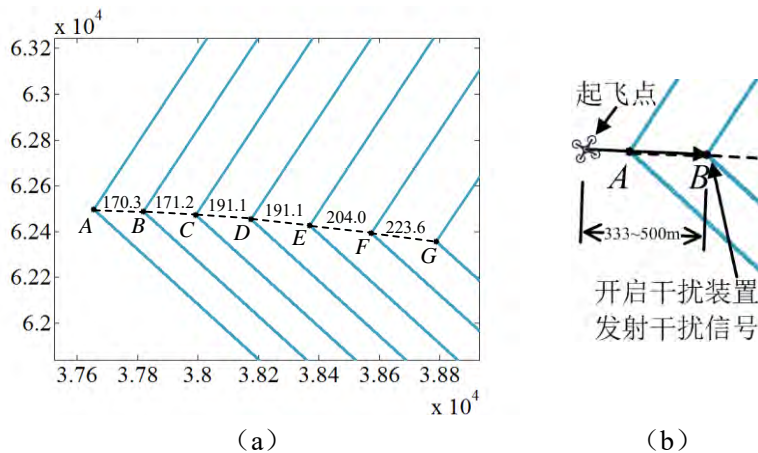 x 10⁴
6.32
6.3
6.28
6.26
6.24
6.22
6.2
170.3 171.2 191.1 191.1 204.0 223.6
A B C D E F G
3.76 3.78 3.8 3.82 3.84 3.86 3.88
x 10⁴
(a)
起飞点
A B
333~500m
开启干扰装置
发射干扰信号
(b)